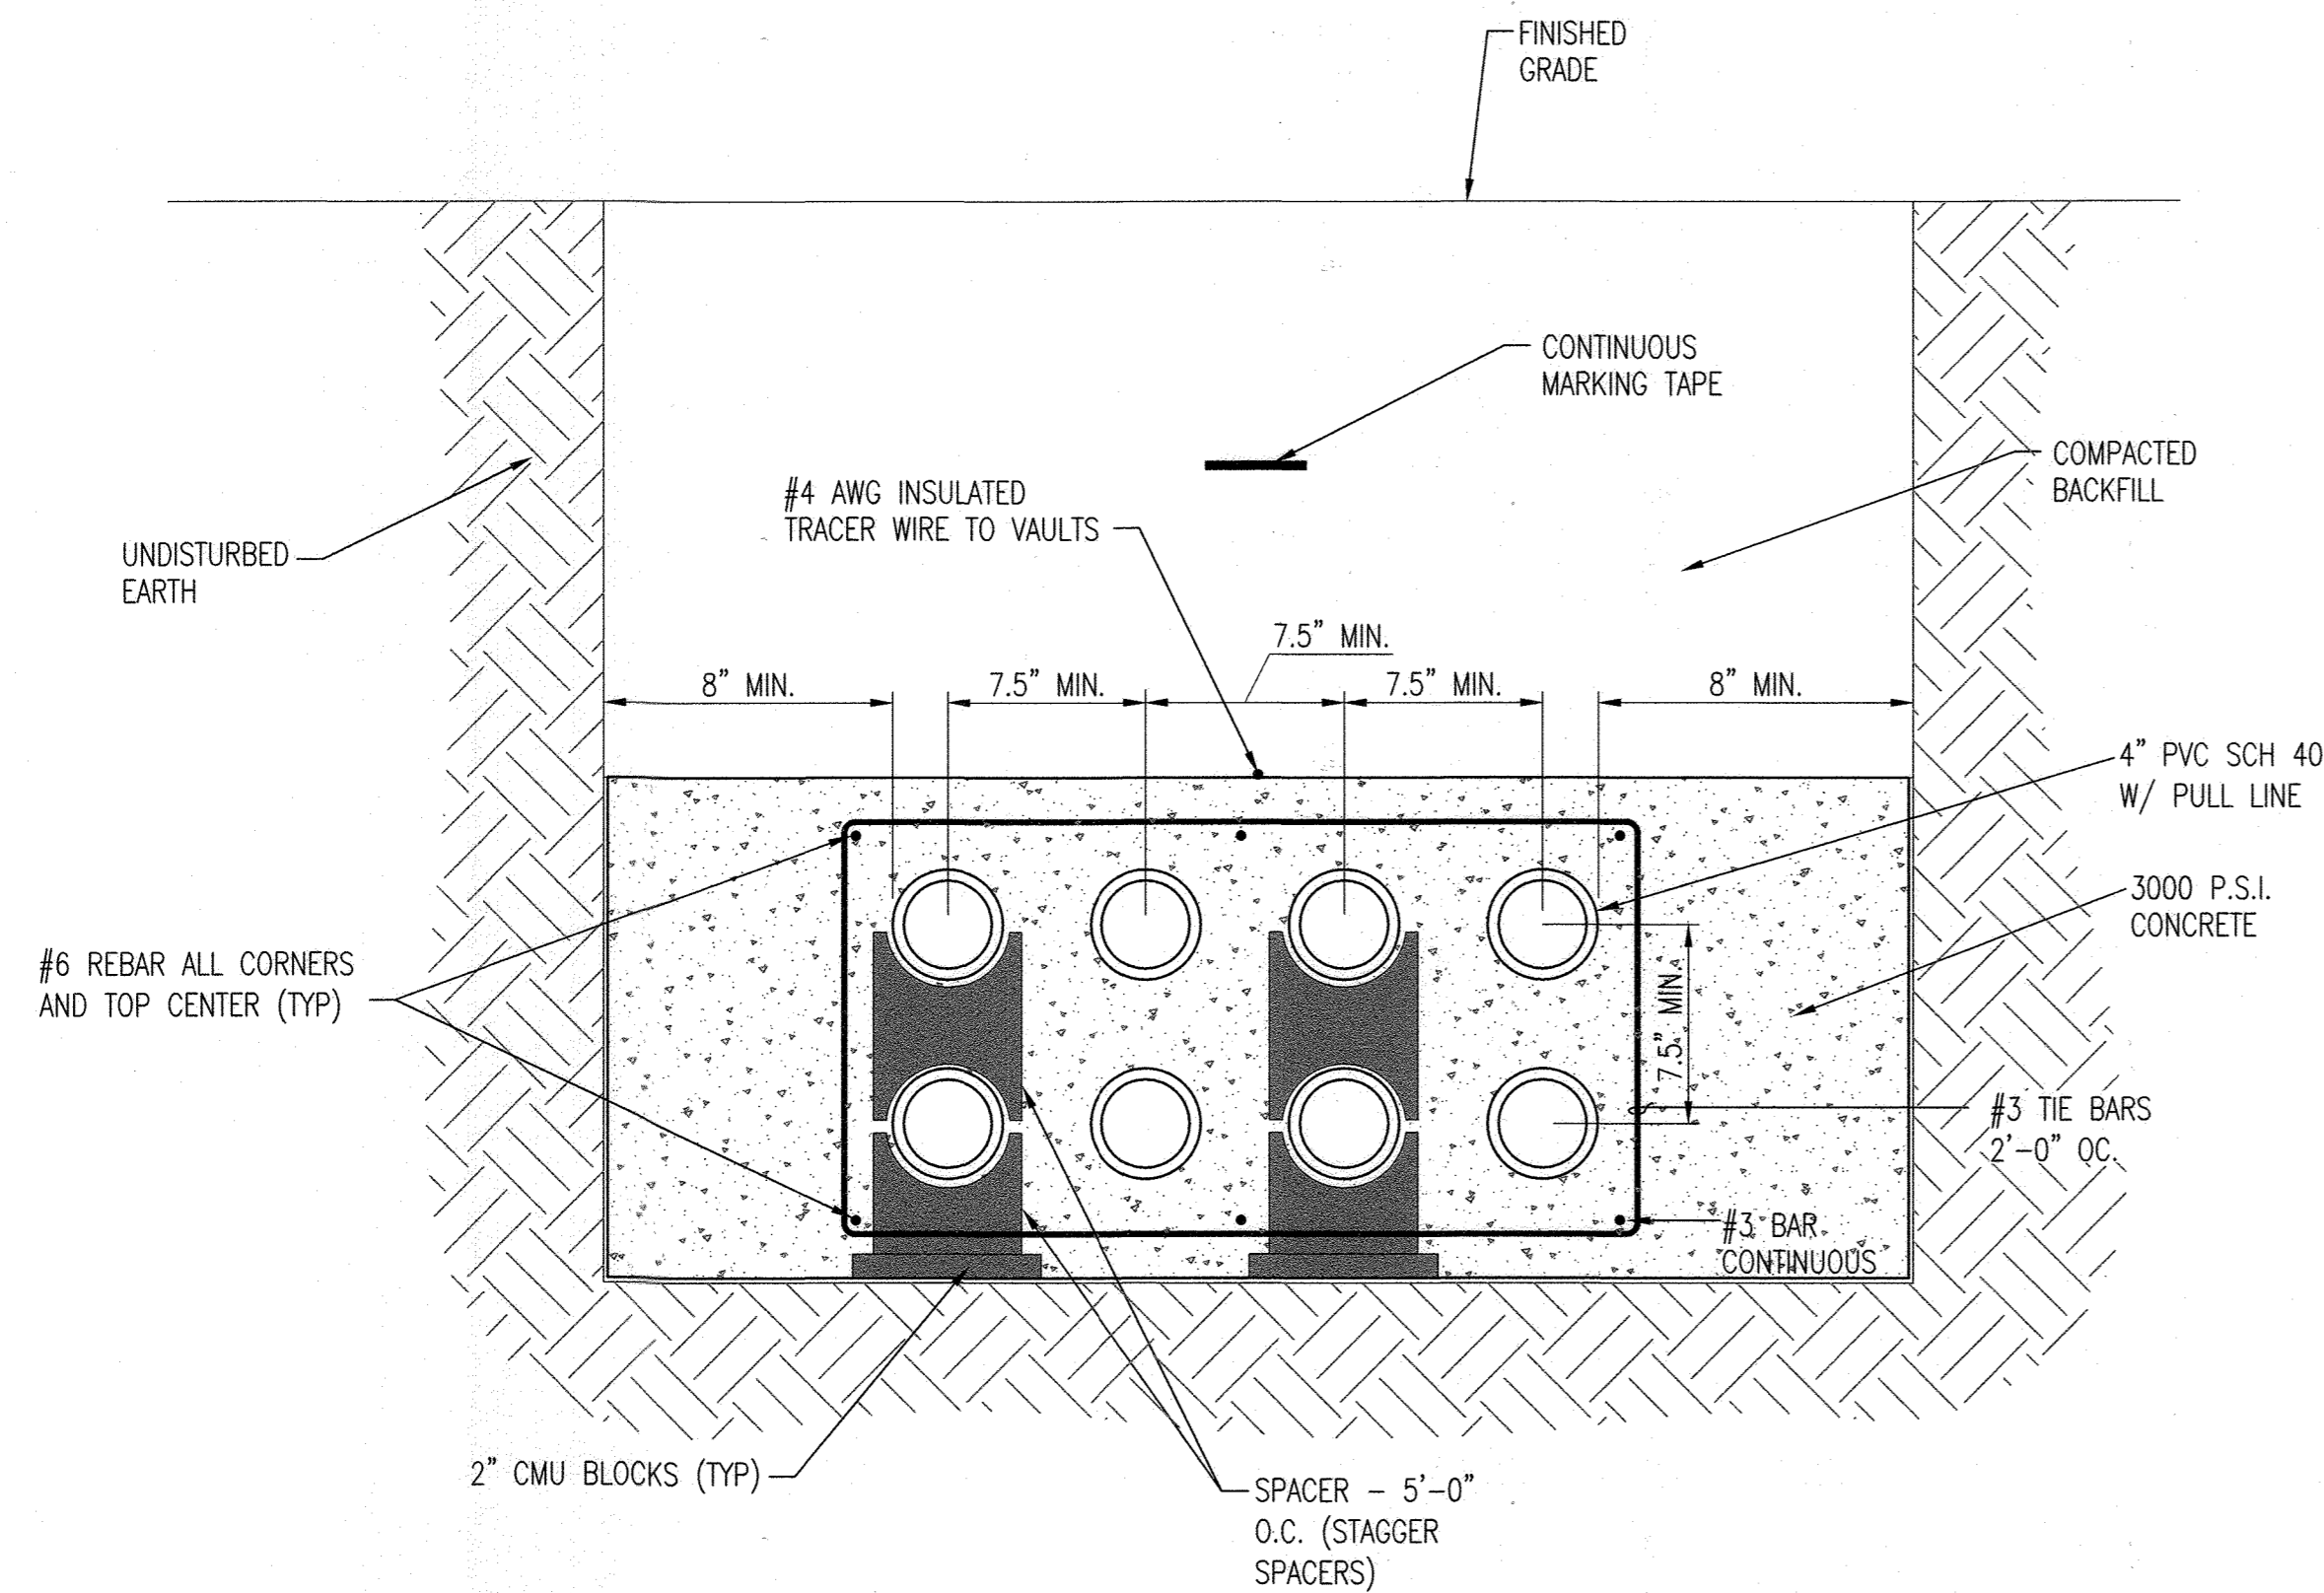 FINISHED
GRADE
CONTINUOUS
MARKING TAPE
COMPACTED
BACKFILL
#4 AWG INSULATED
TRACER WIRE TO VAULTS
UNDISTURBED
EARTH
7.5" MIN.
8" MIN.
7.5" MIN.
7.5" MIN.
8" MIN.
4" PVC SCH 40
W/ PULL LINE
3000 P.S.I.
CONCRETE
#6 REBAR ALL CORNERS
AND TOP CENTER (TYP)
7.5" MIN.
#3 TIE BARS
2'-0" OC.
#3 BAR
CONTINUOUS
2" CMU BLOCKS (TYP)
SPACER - 5'-0"
O.C. (STAGGER
SPACERS)